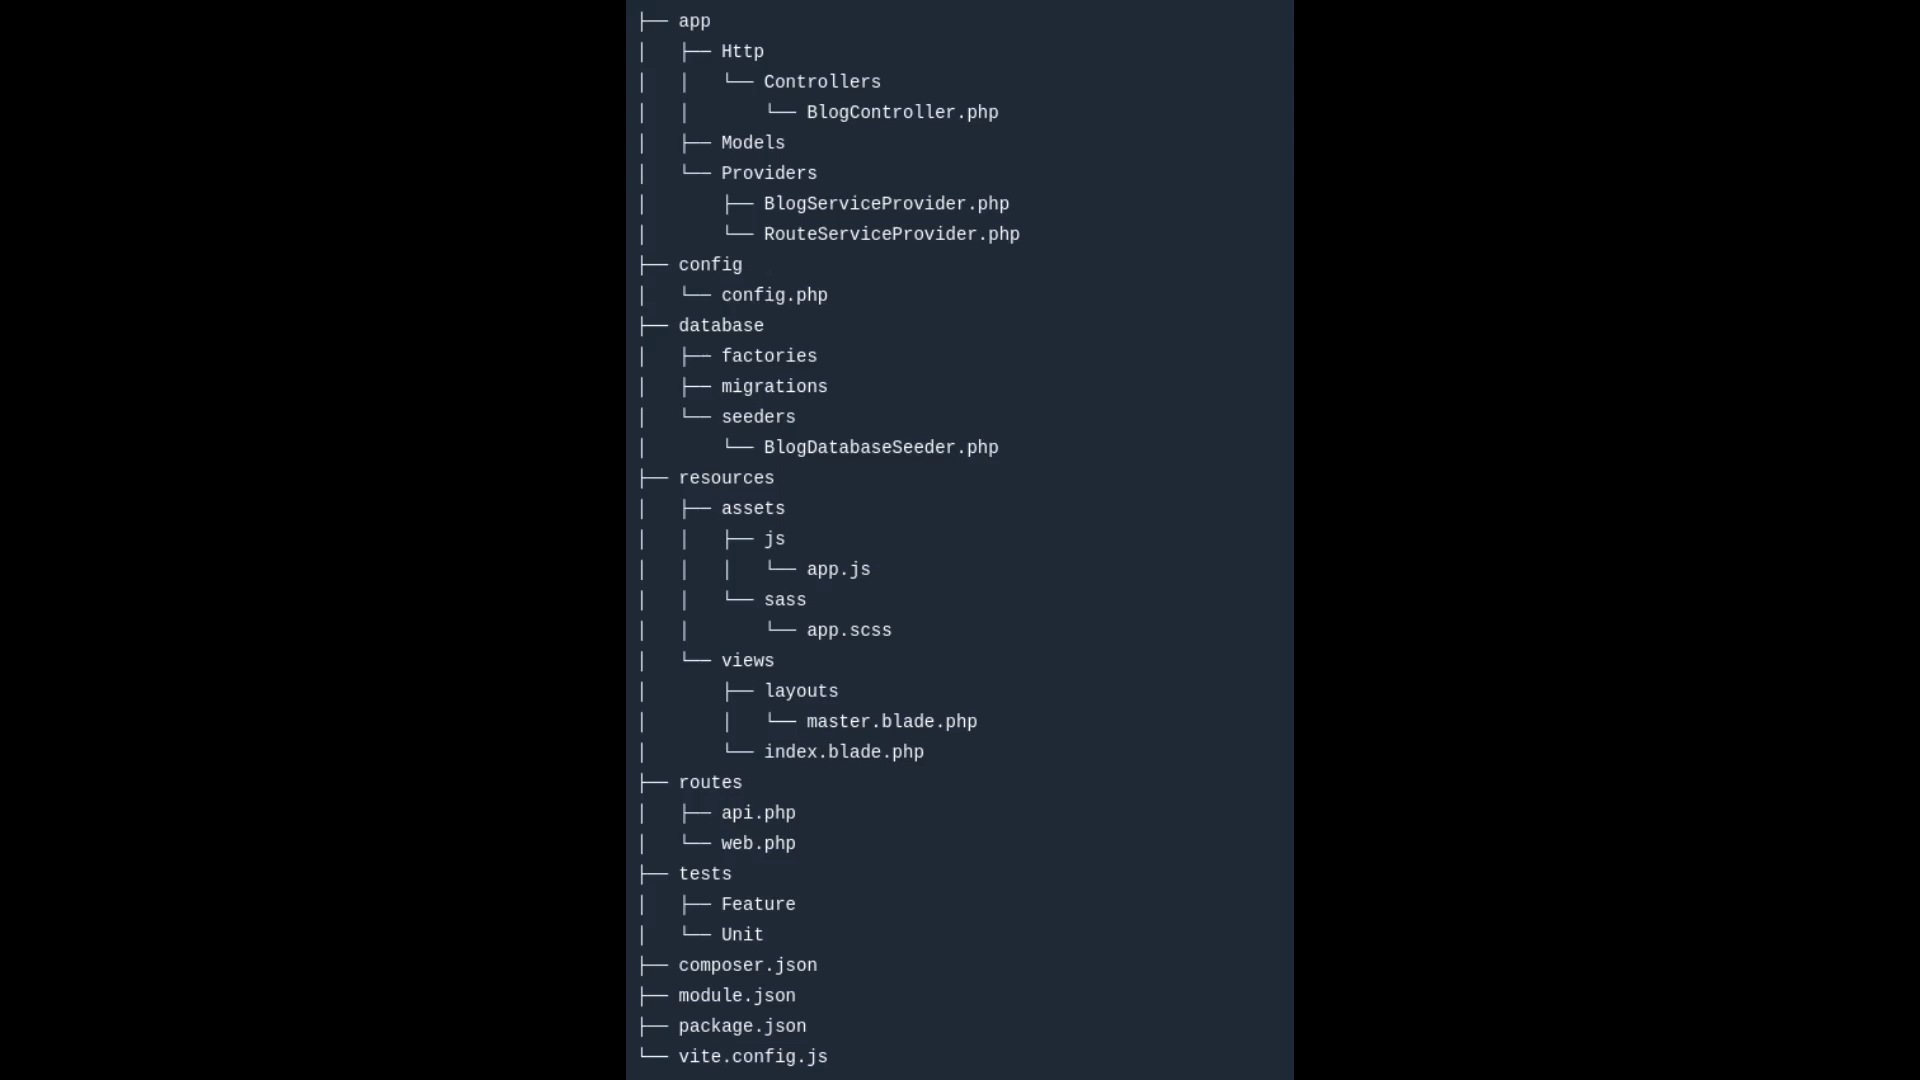 ├── app
│   ├── Http
│   │   └── Controllers
│   │       └── BlogController.php
│   ├── Models
│   └── Providers
│       ├── BlogServiceProvider.php
│       └── RouteServiceProvider.php
├── config
│   └── config.php
├── database
│   ├── factories
│   ├── migrations
│   └── seeders
│       └── BlogDatabaseSeeder.php
├── resources
│   ├── assets
│   │   ├── js
│   │   │   └── app.js
│   │   └── sass
│   │       └── app.scss
│   └── views
│       ├── layouts
│       │   └── master.blade.php
│       └── index.blade.php
├── routes
│   ├── api.php
│   └── web.php
├── tests
│   ├── Feature
│   └── Unit
├── composer.json
├── module.json
├── package.json
└── vite.config.js